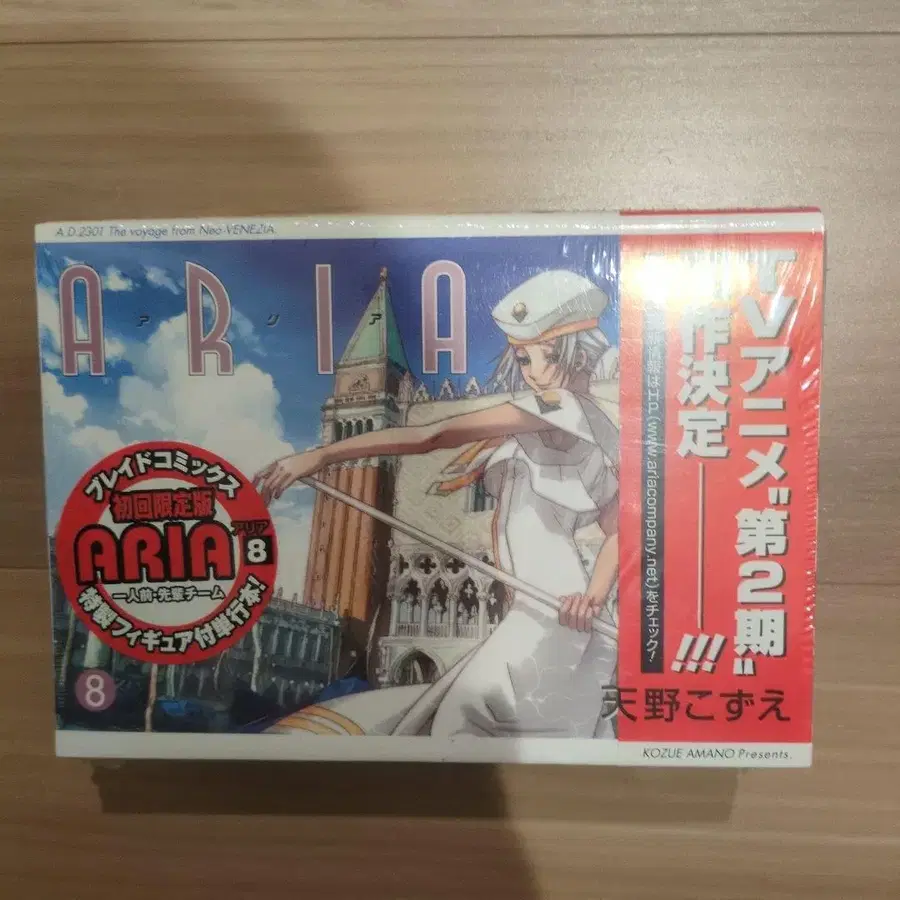 A.D.2301 The voyage from Neo-VENEZIA.
ARIA
アリア
ブレイドコミックス
初回限定版
ARIA
アリア
8
一人前・先輩チーム
特製フィギュア付単行本!
8
TVアニメ"第2期"
作決定――!!!
は
(www.ariacompany.net)をチェック!
天野こずえ
KOZUE AMANO Presents.